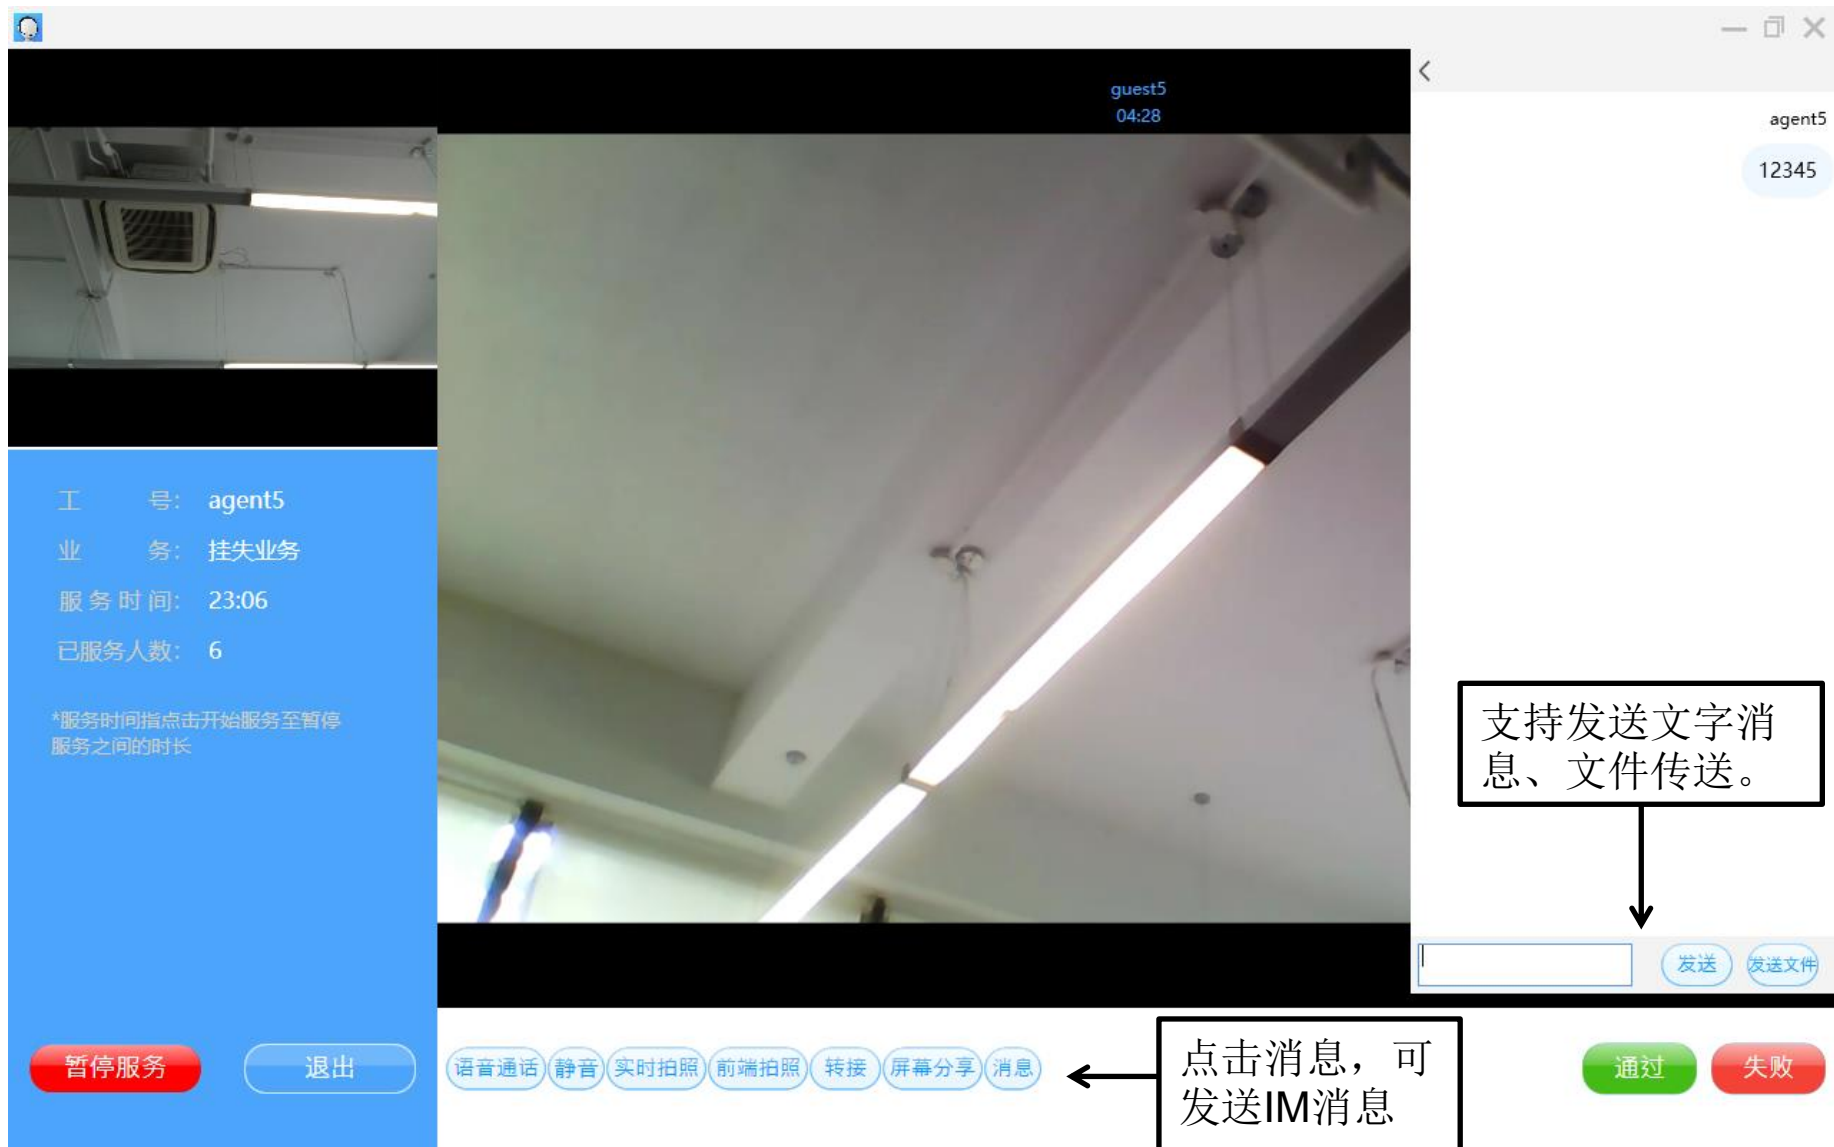 guest5
04:28
agent5
12345
工 号: agent5
业 务: 挂失业务
服务时间: 23:06
已服务人数: 6
*服务时间指点击开始服务至暂停
服务之间的时长
支持发送文字消
息、文件传送。
发送 发送文件
暂停服务 退出
语音通话 静音 实时拍照 前端拍照 转接 屏幕分享 消息
点击消息，可
发送IM消息
通过 失败